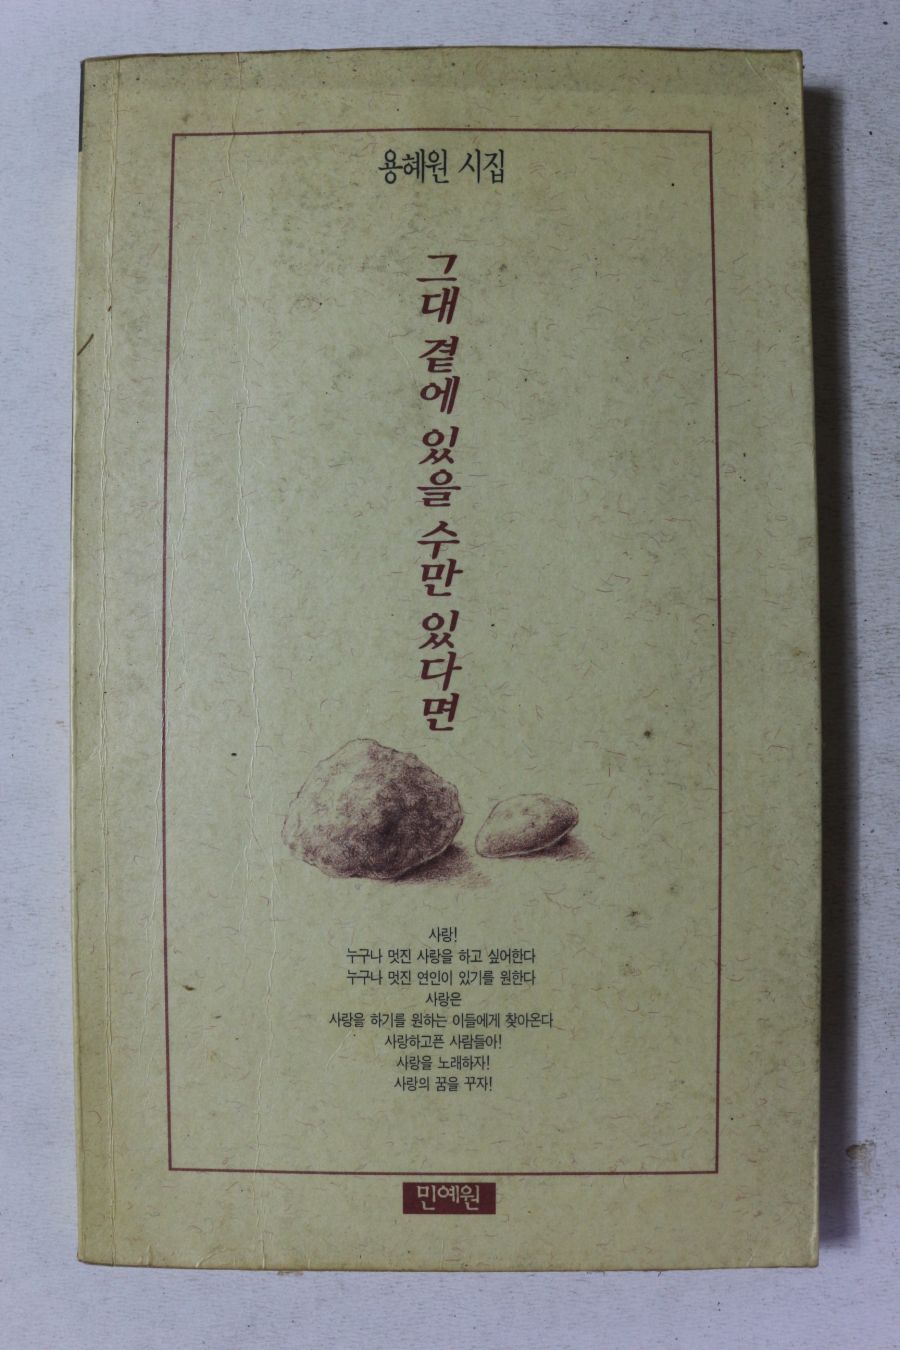 용혜원 시집
그대 곁에 있을 수만 있다면
사랑!
누구나 멋진 사랑을 하고 싶어한다
누구나 멋진 연인이 있기를 원한다
사랑은
사랑을 하기를 원하는 이들에게 찾아온다
사랑하고픈 사람들아!
사랑을 노래하자!
사랑의 꿈을 꾸자!
민예원